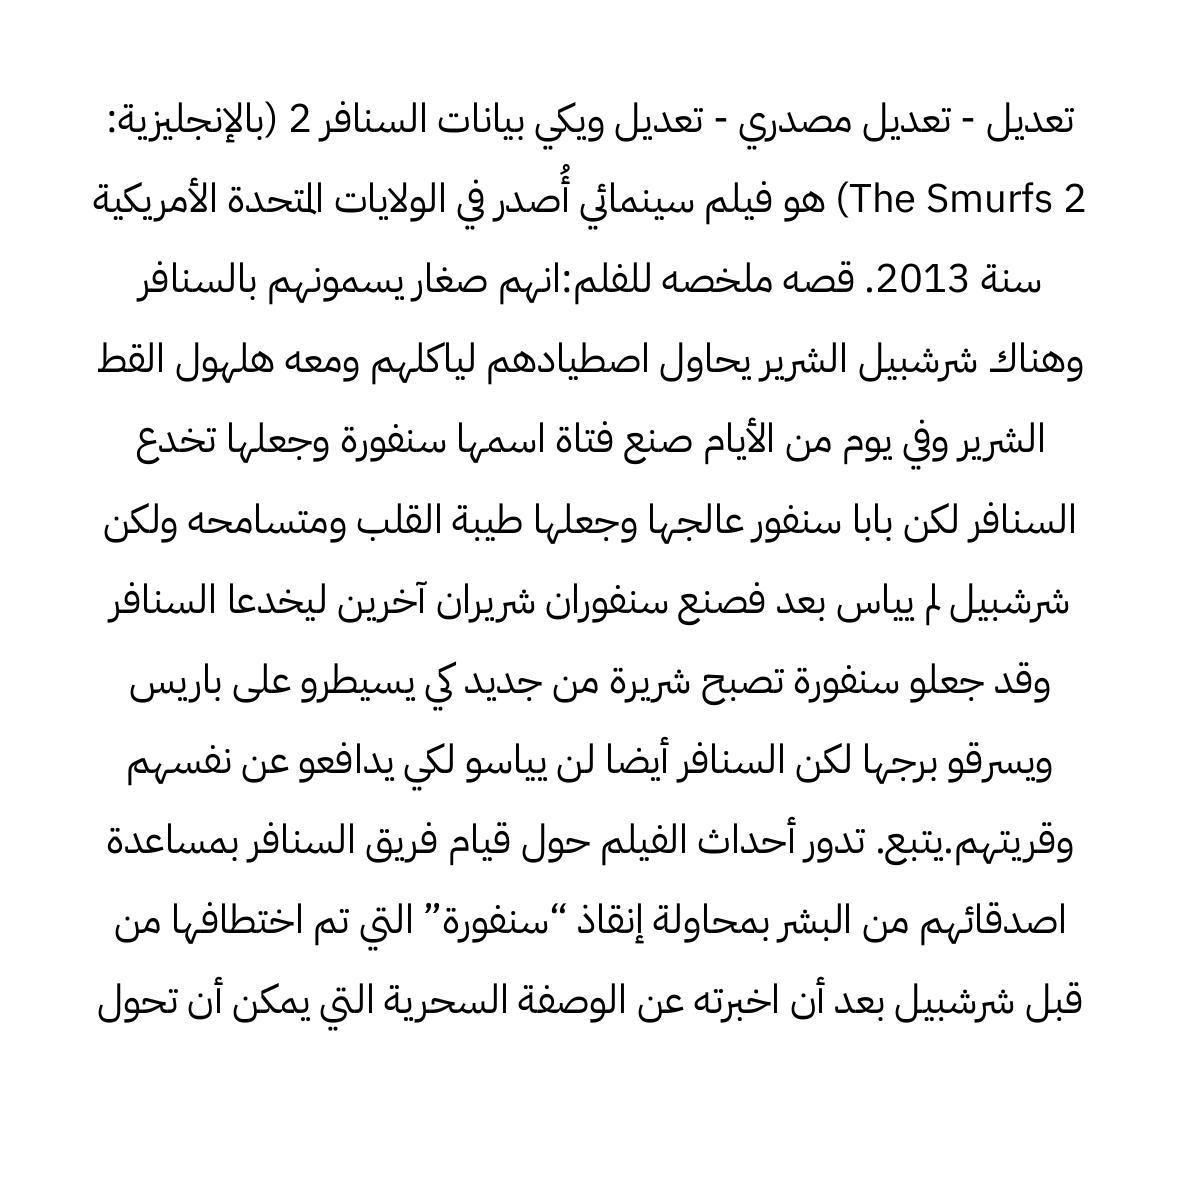 تعديل - تعديل مصدري - تعديل ويكي بيانات السنافر 2 (بالإنجليزية:
The Smurfs 2) هو فيلم سينمائي أُصدر في الولايات المتحدة الأمريكية
سنة 2013. قصه ملخصه للفلم:انهم صغار يسمونهم بالسنافر
وهناك شرشبيل الشرير يحاول اصطيادهم لياكلهم ومعه هلهول القط
الشرير وفي يوم من الأيام صنع فتاة اسمها سنفورة وجعلها تخدع
السنافر لكن بابا سنفور عالجها وجعلها طيبة القلب ومتسامحه ولكن
شرشبيل لم يياس بعد فصنع سنفوران شريران آخرين ليخدعا السنافر
وقد جعلو سنفورة تصبح شريرة من جديد كي يسيطرو على باريس
ويسرقو برجها لكن السنافر أيضا لن يياسو لكي يدافعو عن نفسهم
وقريتهم.يتبع. تدور أحداث الفيلم حول قيام فريق السنافر بمساعدة
اصدقائهم من البشر بمحاولة إنقاذ “سنفورة” التي تم اختطافها من
قبل شرشبيل بعد أن اخبرته عن الوصفة السحرية التي يمكن أن تحول